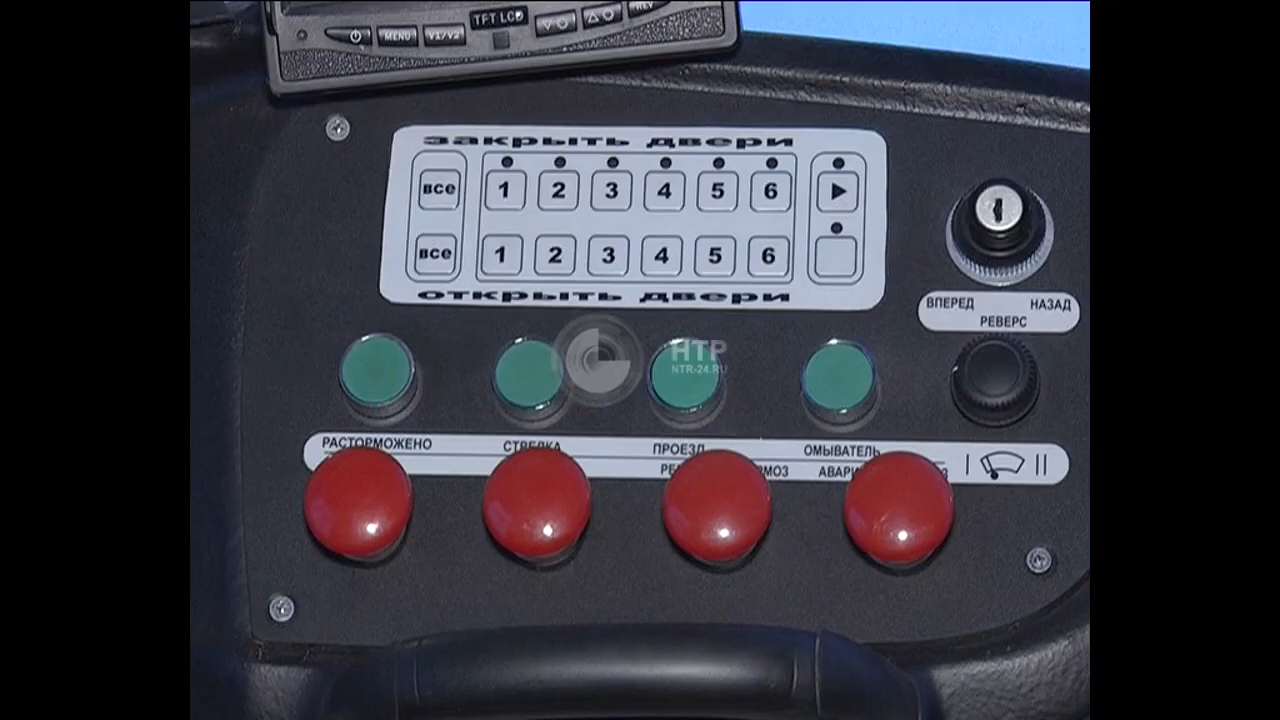 MENU V1/V2 TFT LCD REV
закрыть двери
все 1 2 3 4 5 6
все 1 2 3 4 5 6
открыть двери
ВПЕРЕД НАЗАД
РЕВЕРС
НТР
NTR-24.RU
РАСТОРМОЖЕНО СТРЕЛКА ПРОЕЗД ОМЫВАТЕЛЬ
I II